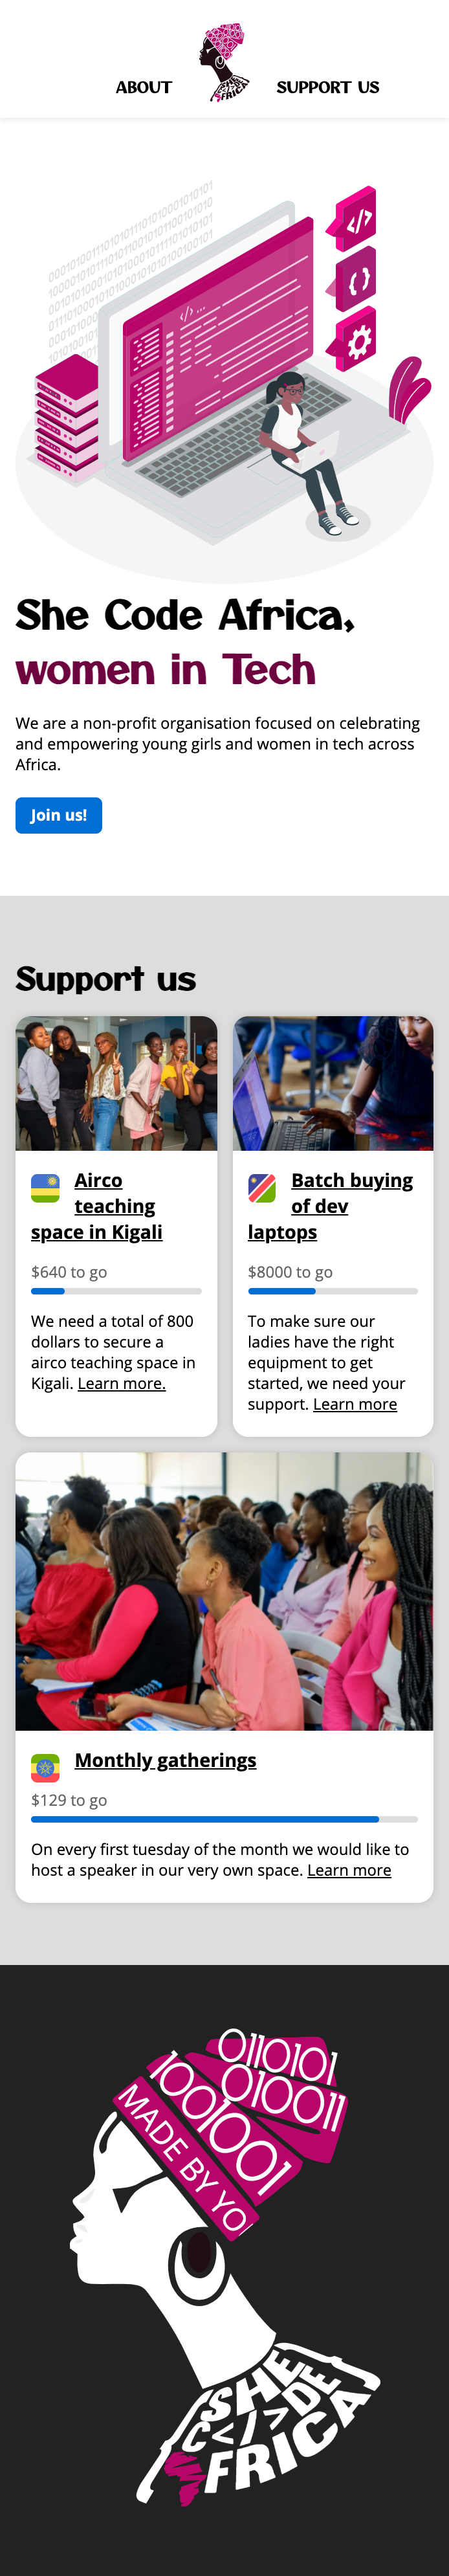 ABOUT
SHE
C</>DE
AFRICA
SUPPORT US
</>...
</>
{ }
She Code Africa,
women in Tech
We are a non-profit organisation focused on celebrating
and empowering young girls and women in tech across
Africa.
Join us!
Support us
Airco
teaching
space in Kigali
$640 to go
We need a total of 800
dollars to secure a
airco teaching space in
Kigali. Learn more.
Batch buying
of dev
laptops
$8000 to go
To make sure our
ladies have the right
equipment to get
started, we need your
support. Learn more
Monthly gatherings
$129 to go
On every first tuesday of the month we would like to
host a speaker in our very own space. Learn more
0110101
010011
1001001
MADE BY YO
SHE
C</>DE
AFRICA